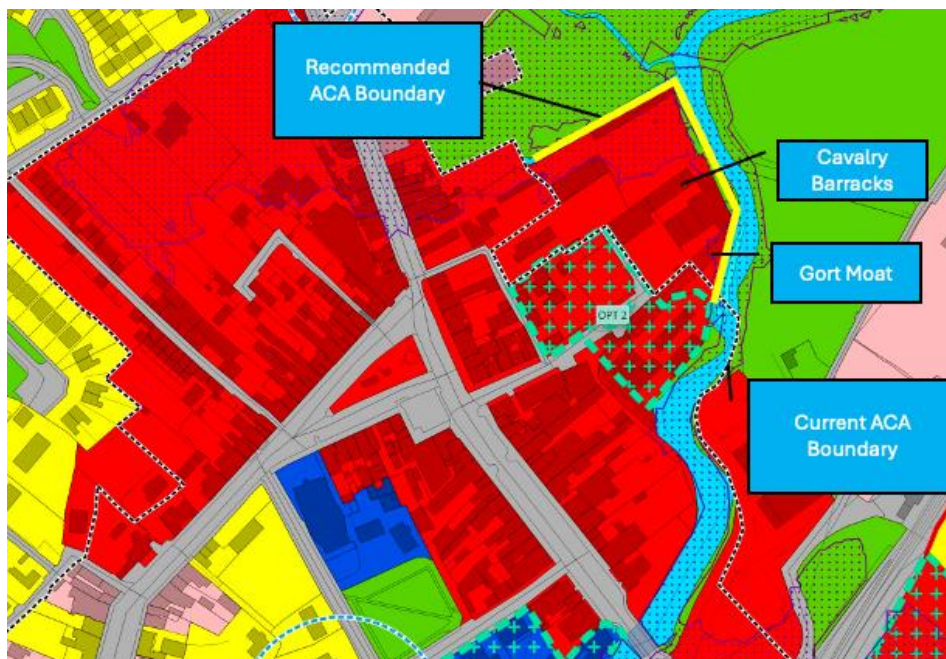 Recommended
ACA Boundary
Cavalry
Barracks
Gort Moat
OPT 2
Current ACA
Boundary